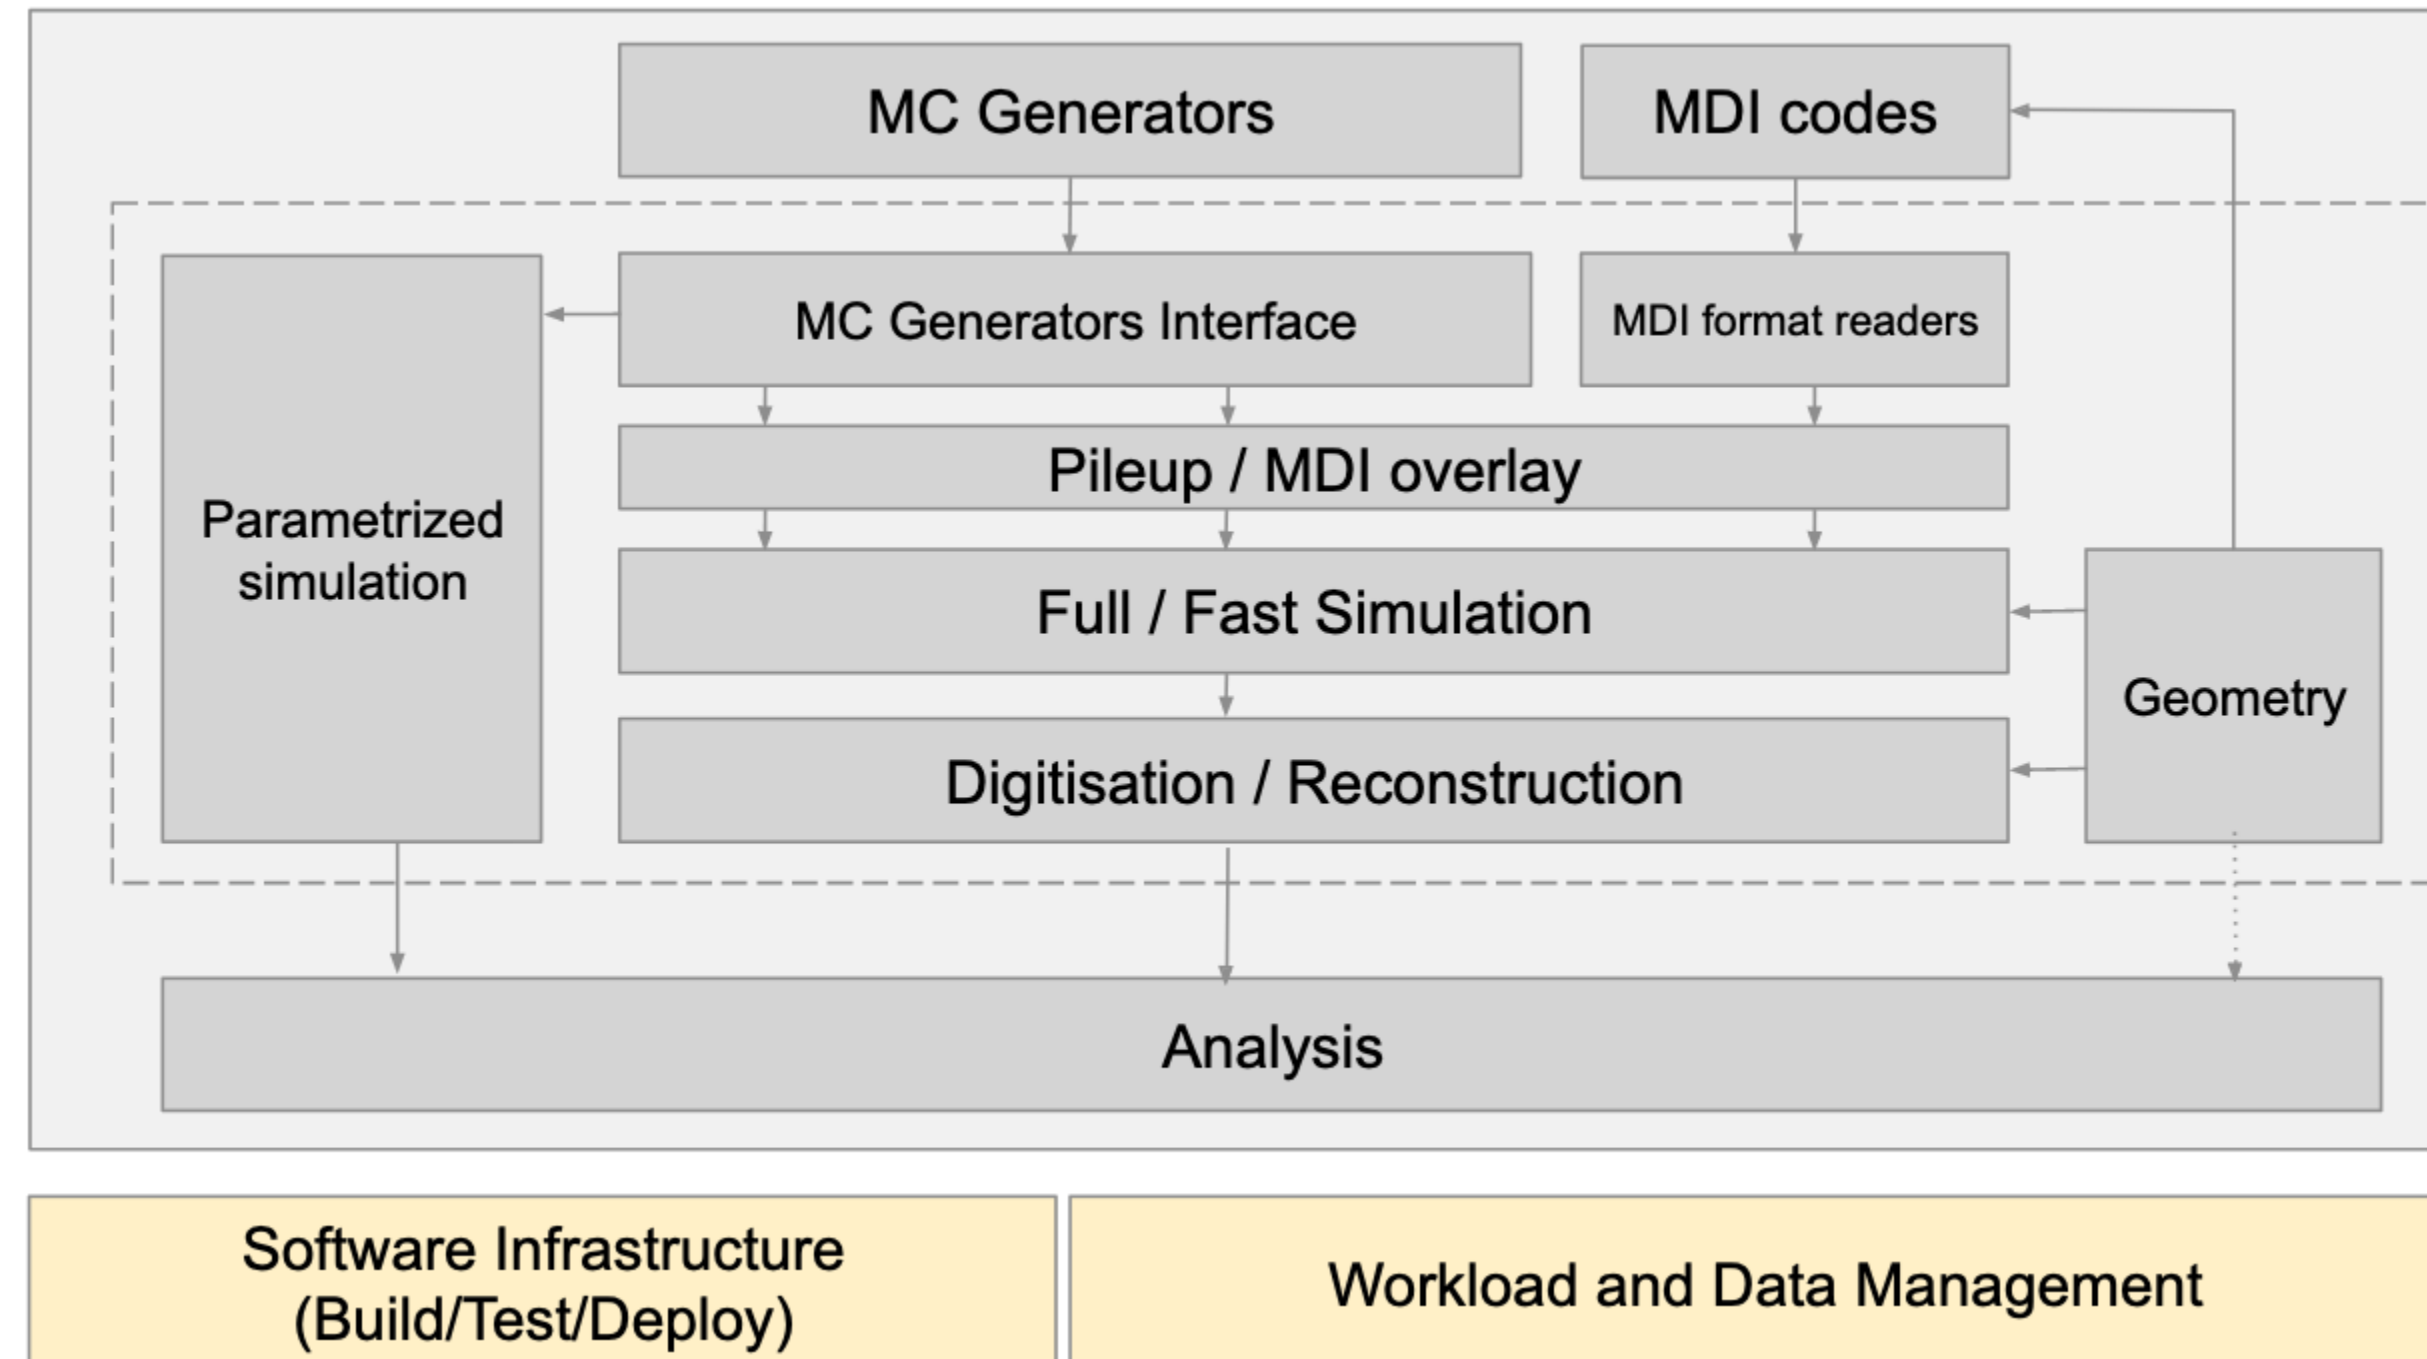 MC Generators
MDI codes
MC Generators Interface
MDI format readers
Parametrized
simulation
Pileup / MDI overlay
Full / Fast Simulation
Geometry
Digitisation / Reconstruction
Analysis
Software Infrastructure
(Build/Test/Deploy)
Workload and Data Management